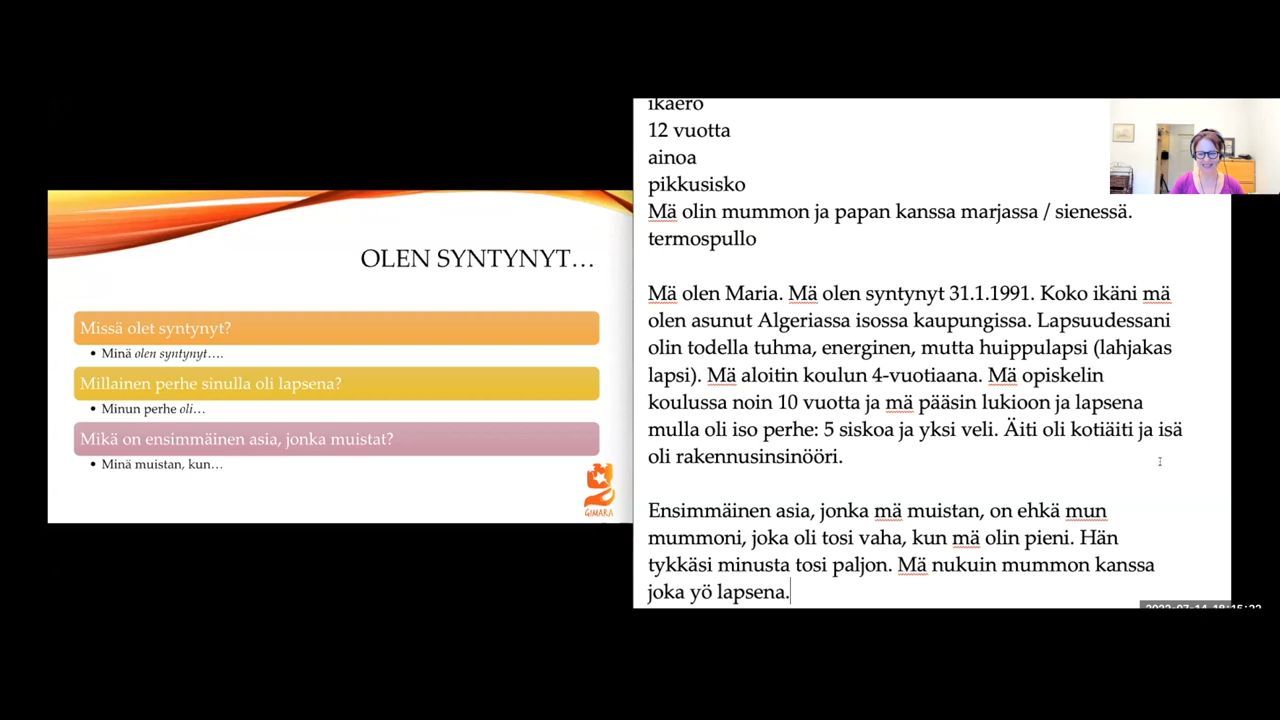 OLEN SYNTYNYT…
Missä olet syntynyt?
• Minä olen syntynyt….
Millainen perhe sinulla oli lapsena?
• Minun perhe oli…
Mikä on ensimmäinen asia, jonka muistat?
• Minä muistan, kun…
GIMARA
ikäero
12 vuotta
ainoa
pikkusisko
Mä olin mummon ja papan kanssa marjassa / sienessä.
termospullo
Mä olen Maria. Mä olen syntynyt 31.1.1991. Koko ikäni mä
olen asunut Algeriassa isossa kaupungissa. Lapsuudessani
olin todella tuhma, energinen, mutta huippulapsi (lahjakas
lapsi). Mä aloitin koulun 4-vuotiaana. Mä opiskelin
koulussa noin 10 vuotta ja mä pääsin lukioon ja lapsena
mulla oli iso perhe: 5 siskoa ja yksi veli. Äiti oli kotiäiti ja isä
oli rakennusinsinööri.
Ensimmäinen asia, jonka mä muistan, on ehkä mun
mummoni, joka oli tosi vaha, kun mä olin pieni. Hän
tykkäsi minusta tosi paljon. Mä nukuin mummon kanssa
joka yö lapsena.